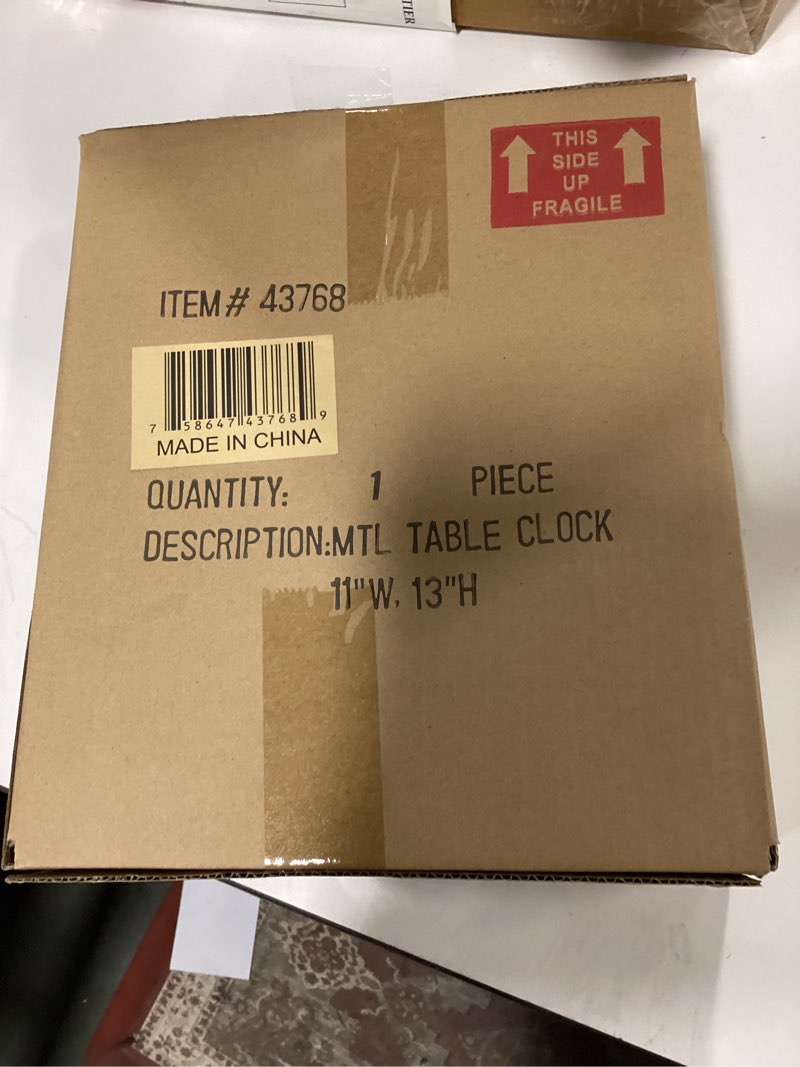 TIER
THIS
SIDE
UP
FRAGILE
ITEM# 43768
7 58647 43768 9
MADE IN CHINA
QUANTITY: 1 PIECE
DESCRIPTION:MTL TABLE CLOCK
11"W, 13"H